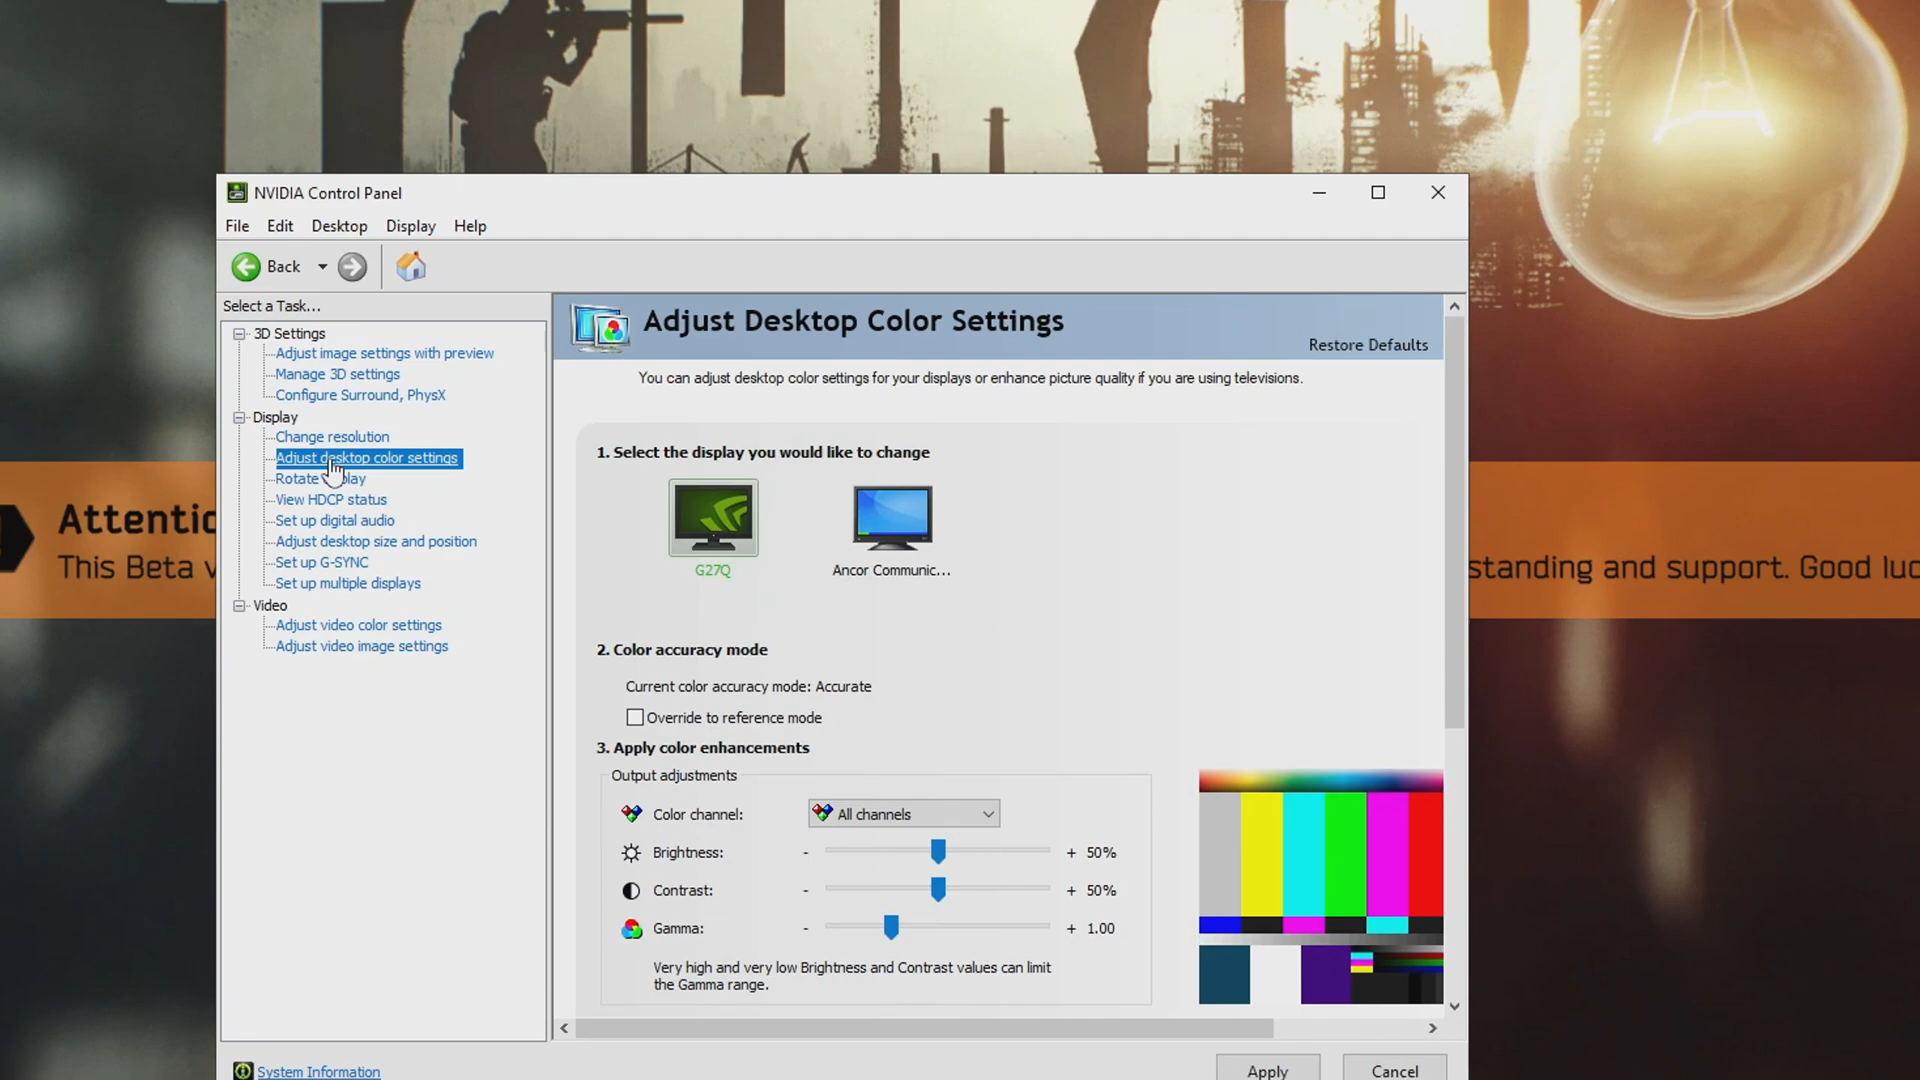 NVIDIA Control Panel
File Edit Desktop Display Help
Back
Select a Task...
3D Settings
Adjust image settings with preview
Manage 3D settings
Configure Surround, PhysX
Display
Change resolution
Adjust desktop color settings
Rotate display
View HDCP status
Set up digital audio
Adjust desktop size and position
Set up G-SYNC
Set up multiple displays
Video
Adjust video color settings
Adjust video image settings
System Information
Adjust Desktop Color Settings
Restore Defaults
You can adjust desktop color settings for your displays or enhance picture quality if you are using televisions.
1. Select the display you would like to change
G27Q
Ancor Communic...
2. Color accuracy mode
Current color accuracy mode: Accurate
Override to reference mode
3. Apply color enhancements
Output adjustments
Color channel: All channels
Brightness: - + 50%
Contrast: - + 50%
Gamma: - + 1.00
Very high and very low Brightness and Contrast values can limit
the Gamma range.
Apply Cancel
Attentic
This Beta v
standing and support. Good luc